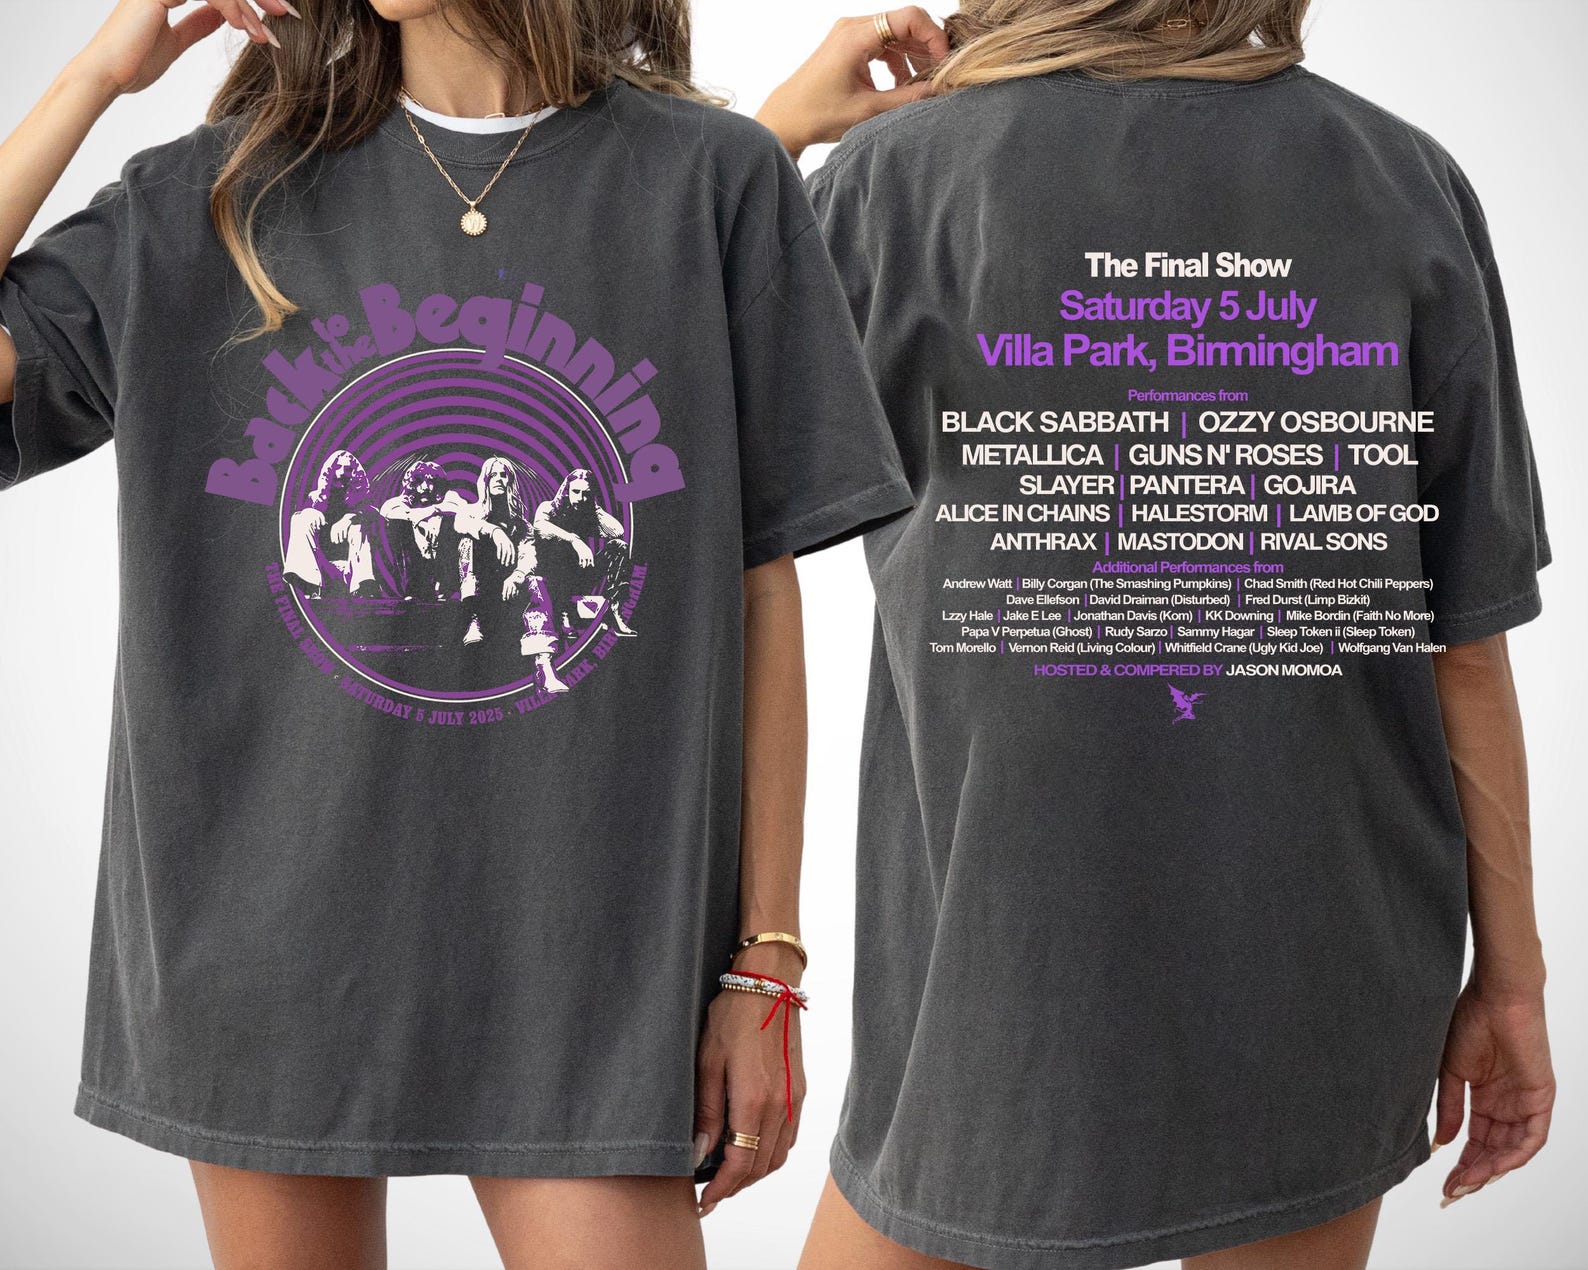 Back to the Beginning
THE FINAL SHOW · SATURDAY 5 JULY 2025 · VILLA PARK, BIRMINGHAM.
The Final Show
Saturday 5 July
Villa Park, Birmingham
Performances from
BLACK SABBATH | OZZY OSBOURNE
METALLICA | GUNS N' ROSES | TOOL
SLAYER | PANTERA | GOJIRA
ALICE IN CHAINS | HALESTORM | LAMB OF GOD
ANTHRAX | MASTODON | RIVAL SONS
Additional Performances from
Andrew Watt | Billy Corgan (The Smashing Pumpkins) | Chad Smith (Red Hot Chili Peppers)
Dave Ellefson | David Draiman (Disturbed) | Fred Durst (Limp Bizkit)
Lzzy Hale | Jake E Lee | Jonathan Davis (Korn) | KK Downing | Mike Bordin (Faith No More)
Papa V Perpetua (Ghost) | Rudy Sarzo | Sammy Hagar | Sleep Token ii (Sleep Token)
Tom Morello | Vernon Reid (Living Colour) | Whitfield Crane (Ugly Kid Joe) | Wolfgang Van Halen
HOSTED & COMPERED BY JASON MOMOA